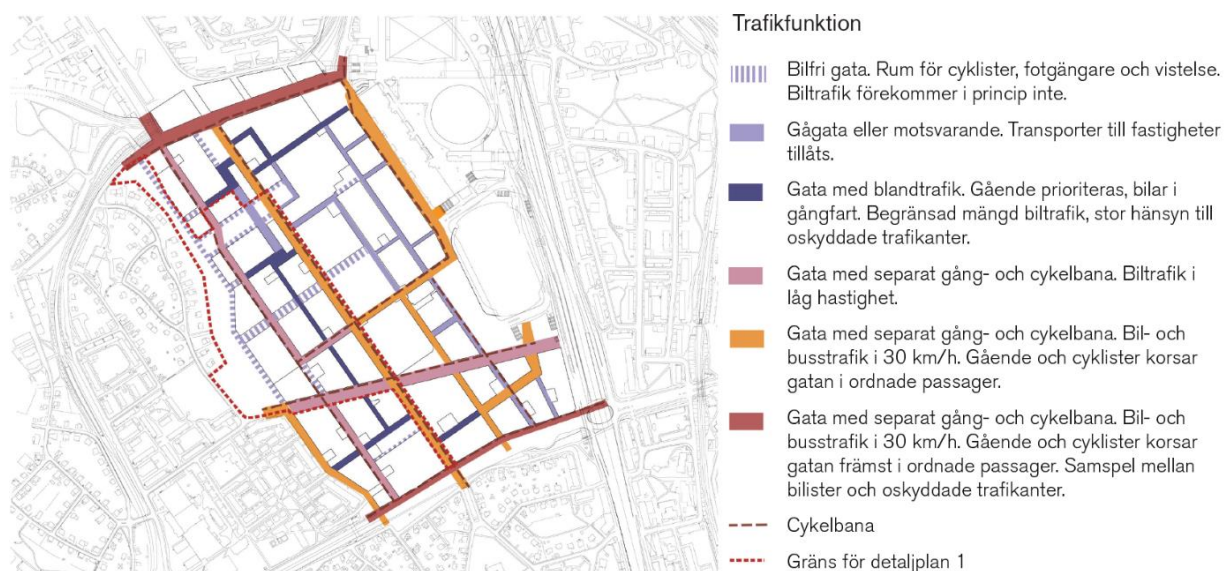 Trafikfunktion
Bilfri gata. Rum för cyklister, fotgängare och vistelse.
Biltrafik förekommer i princip inte.
Gågata eller motsvarande. Transporter till fastigheter
tillåts.
Gata med blandtrafik. Gående prioriteras, bilar i
gångfart. Begränsad mängd biltrafik, stor hänsyn till
oskyddade trafikanter.
Gata med separat gång- och cykelbana. Biltrafik i
låg hastighet.
Gata med separat gång- och cykelbana. Bil- och
busstrafik i 30 km/h. Gående och cyklister korsar
gatan i ordnade passager.
Gata med separat gång- och cykelbana. Bil- och
busstrafik i 30 km/h. Gående och cyklister korsar
gatan främst i ordnade passager. Samspel mellan
bilister och oskyddade trafikanter.
Cykelbana
Gräns för detaljplan 1